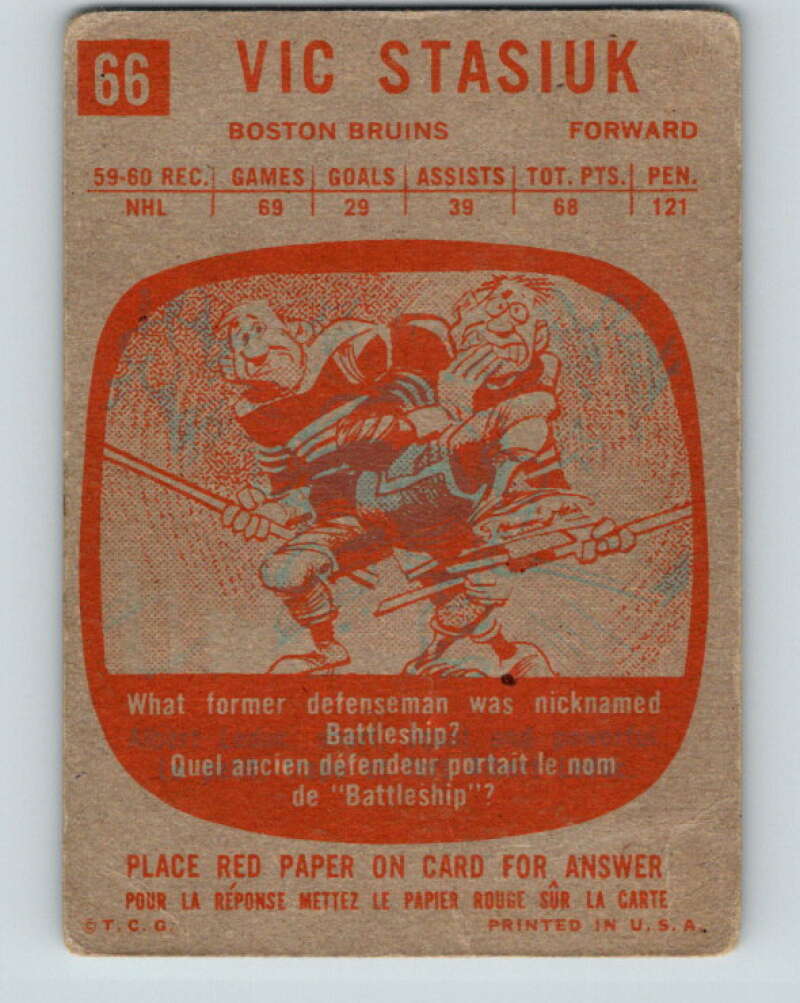 66
VIC STASIUK
BOSTON BRUINS FORWARD
59-60 REC. GAMES GOALS ASSISTS TOT. PTS. PEN.
NHL 69 29 39 68 121
What former defenseman was nicknamed
Battleship?
Quel ancien défendeur portait le nom
de "Battleship"?
PLACE RED PAPER ON CARD FOR ANSWER
POUR LA RÉPONSE METTEZ LE PAPIER ROUGE SÛR LA CARTE
© T. C. G. PRINTED IN U. S. A.